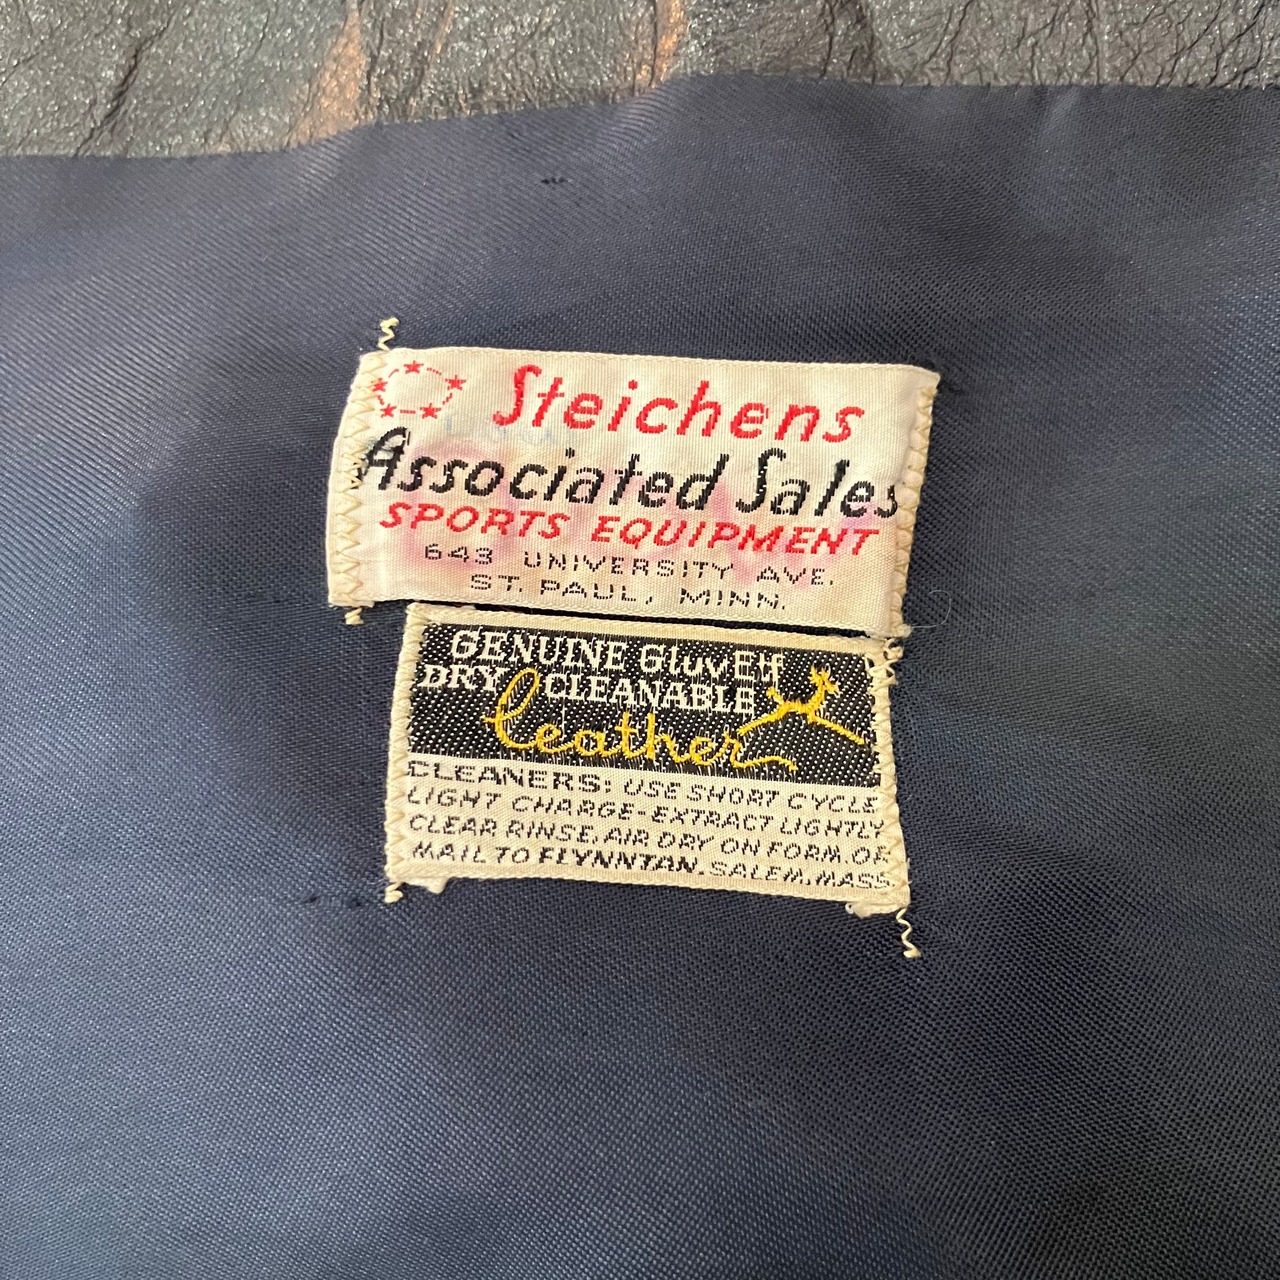 Steichens
Associated Sales
SPORTS EQUIPMENT
643 UNIVERSITY AVE.
ST. PAUL, MINN.
GENUINE GluvElf
DRY CLEANABLE
leather
CLEANERS: USE SHORT CYCLE
LIGHT CHARGE-EXTRACT LIGHTLY
CLEAR RINSE. AIR DRY ON FORM. OR
MAIL TO FLYNNTAN. SALEM. MASS.